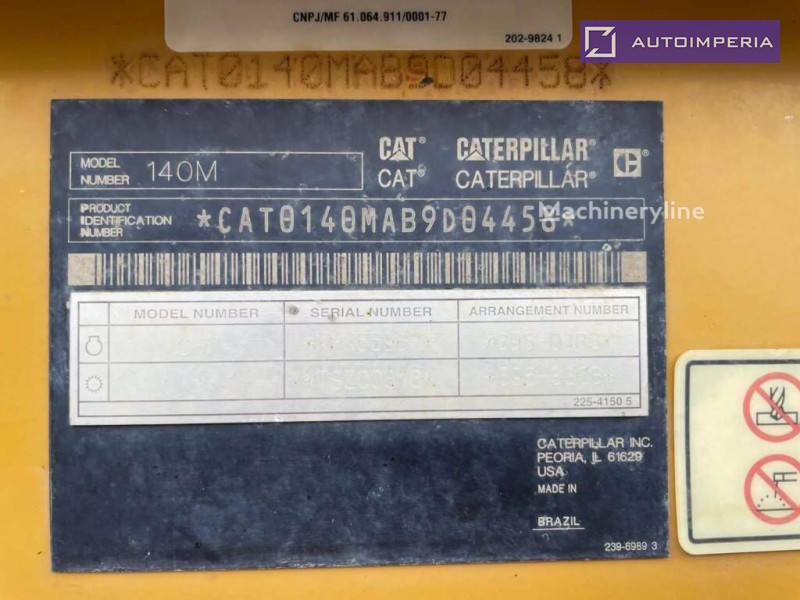 CNPJ/MF 61.064.911/0001-77
202-9824 1
AUTOIMPERIA
*CAT0140MAB9D04458*
MODEL NUMBER 140M
CAT® CATERPILLAR®
CAT® CATERPILLAR®
PRODUCT IDENTIFICATION NUMBER *CAT0140MAB9D04458*
Machineryline
MODEL NUMBER SERIAL NUMBER ARRANGEMENT NUMBER
225-4150 5
CATERPILLAR INC.
PEORIA, IL 61629
USA
MADE IN
BRAZIL
239-6989 3